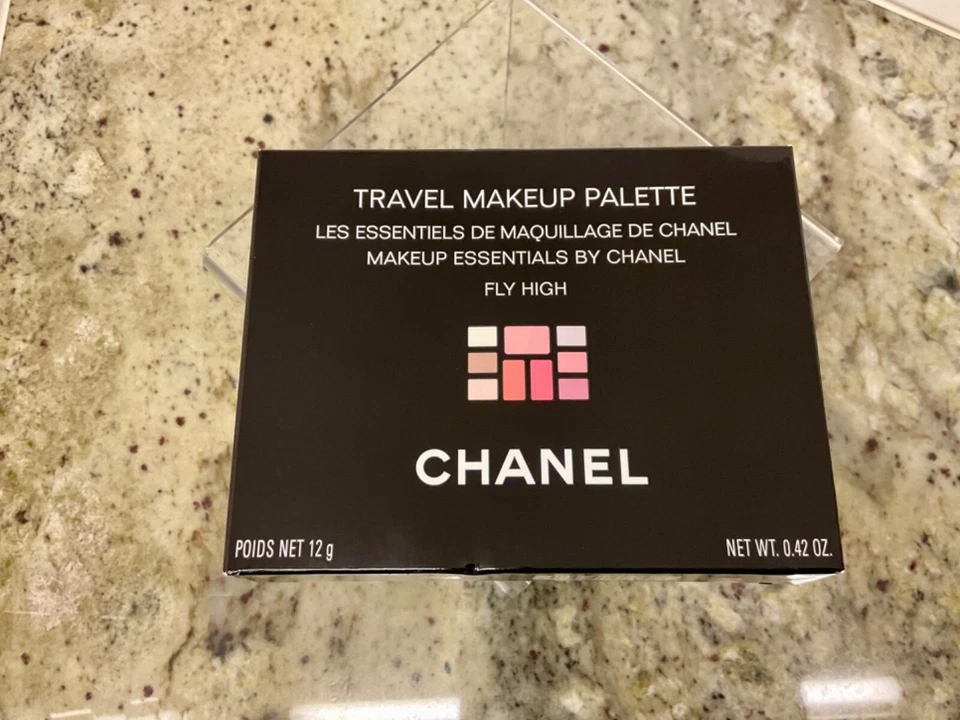 TRAVEL MAKEUP PALETTE
LES ESSENTIELS DE MAQUILLAGE DE CHANEL
MAKEUP ESSENTIALS BY CHANEL
FLY HIGH
CHANEL
POIDS NET 12 g NET WT. 0.42 OZ.